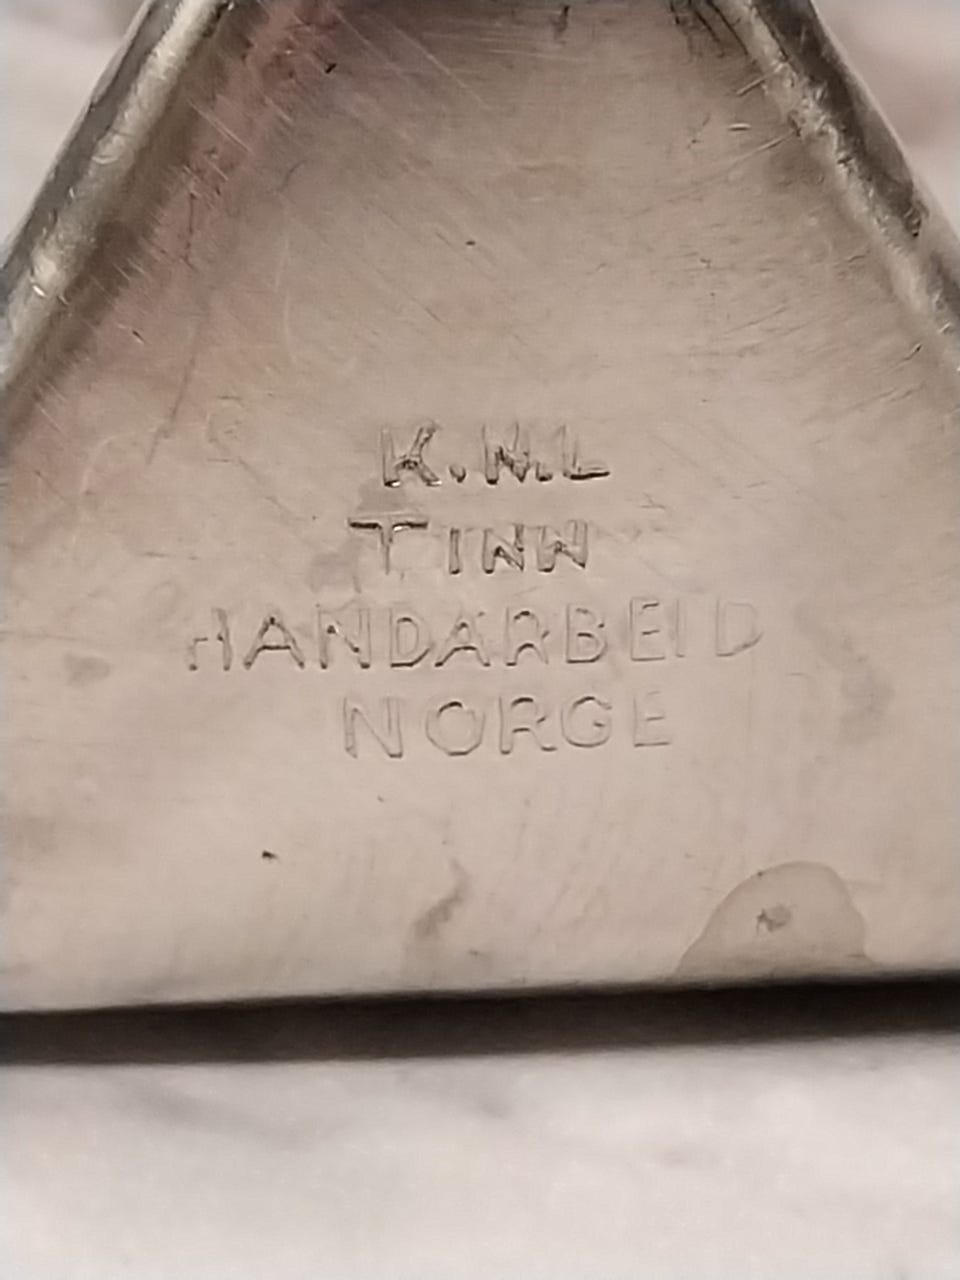 K.M.L
TINN
HANDARBEID
NORGE